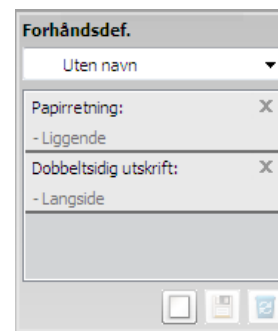 Forhåndsdef.
Uten navn
Papirretning:
- Liggende
Dobbeltsidig utskrift:
- Langside